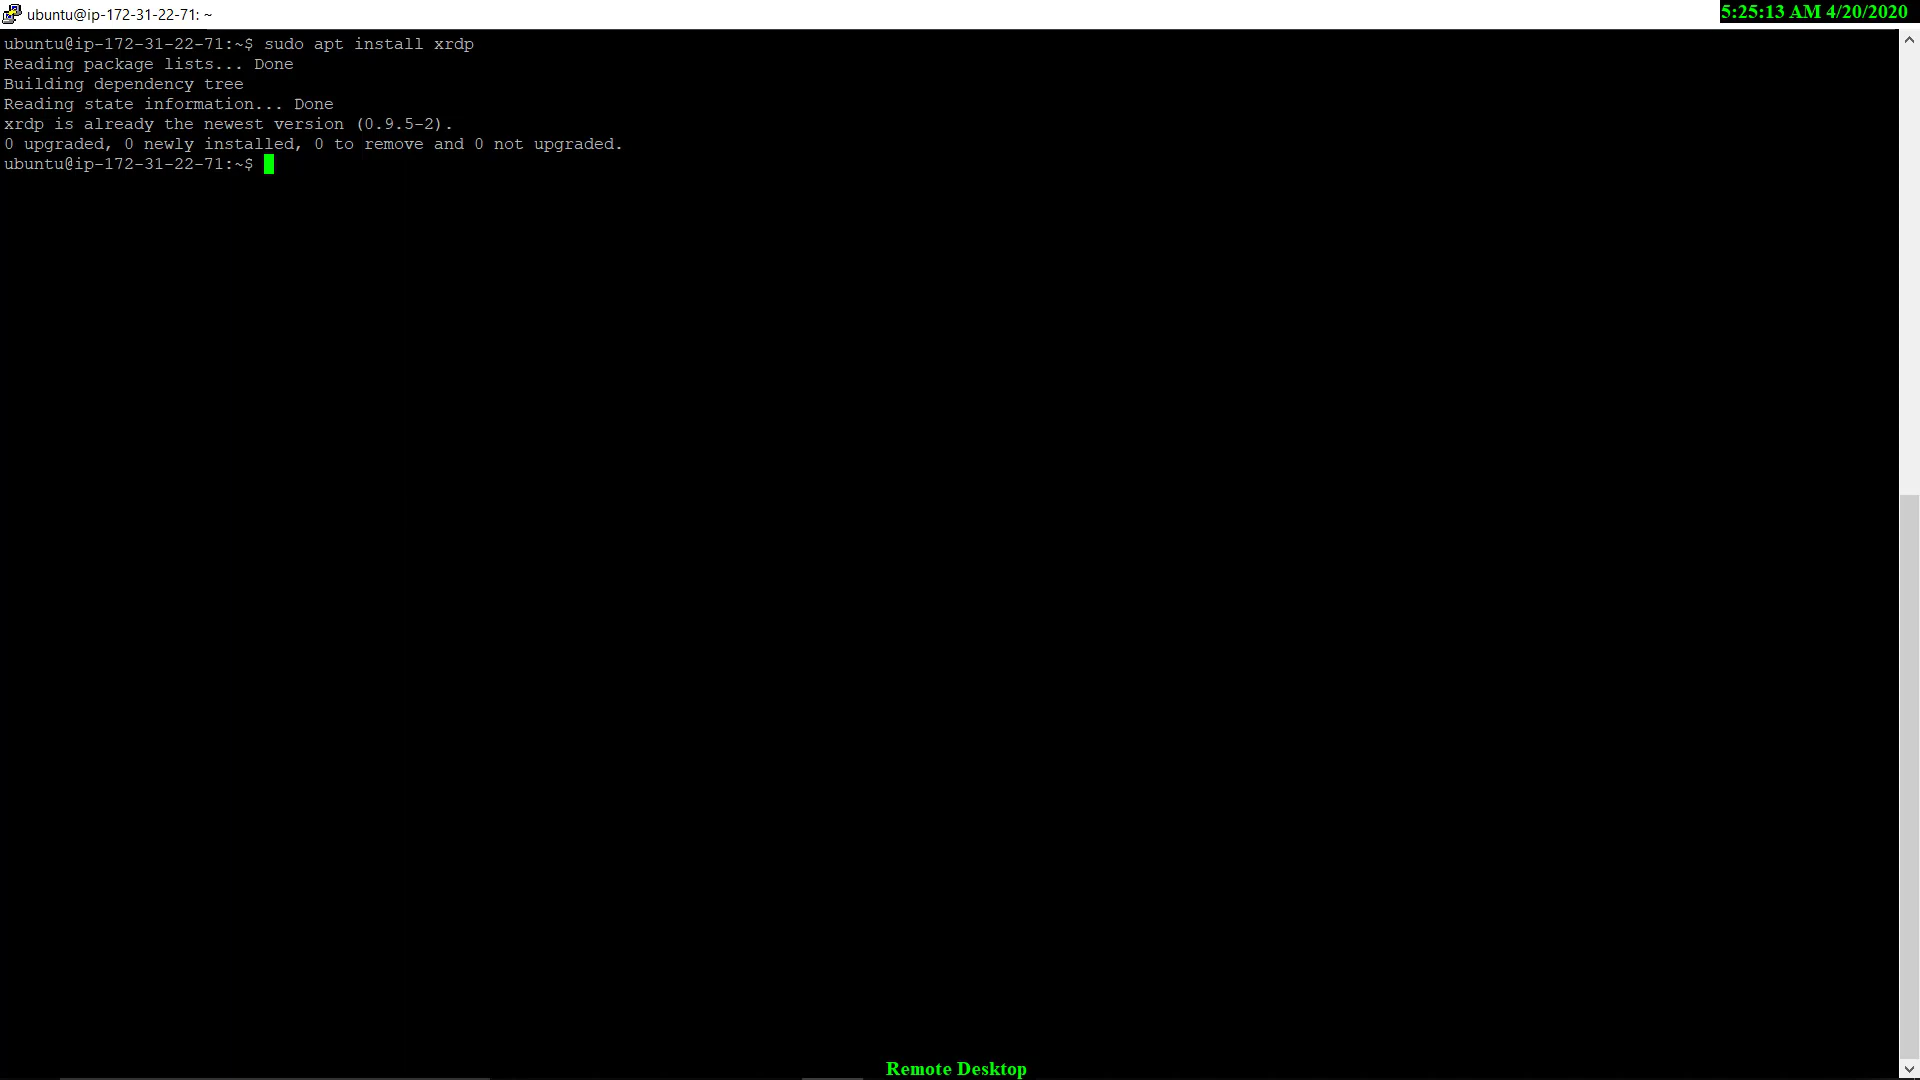 ubuntu@ip-172-31-22-71: ~
5:25:13 AM 4/20/2020
ubuntu@ip-172-31-22-71:~$ sudo apt install xrdp
Reading package lists... Done
Building dependency tree
Reading state information... Done
xrdp is already the newest version (0.9.5-2).
0 upgraded, 0 newly installed, 0 to remove and 0 not upgraded.
ubuntu@ip-172-31-22-71:~$
Remote Desktop